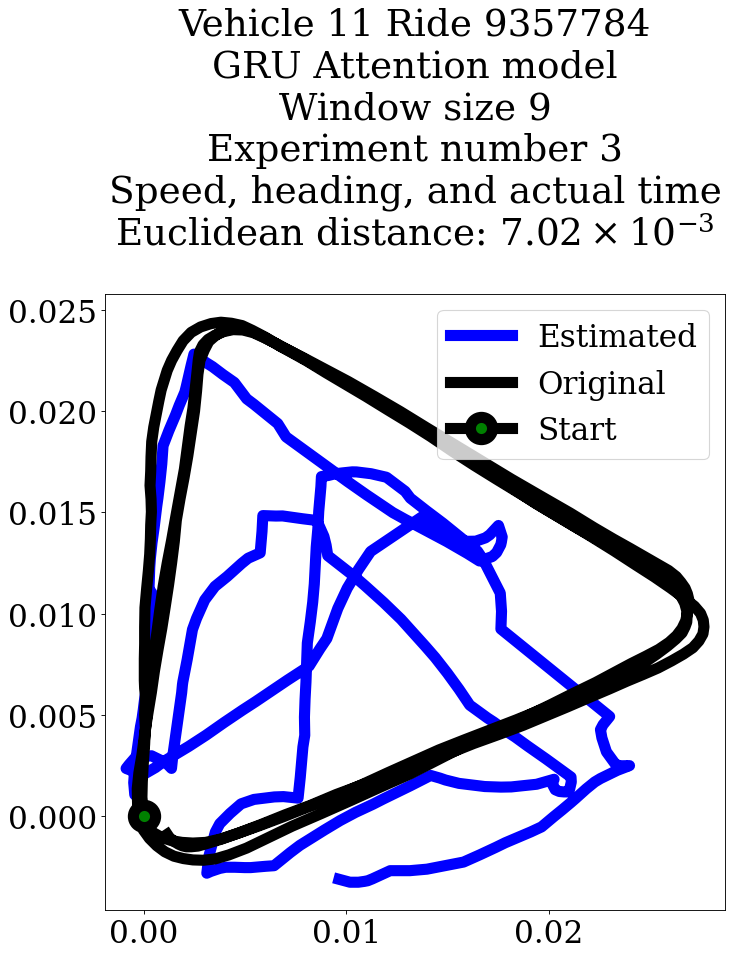 Vehicle 11 Ride 9357784
GRU Attention model
Window size 9
Experiment number 3
Speed, heading, and actual time
Euclidean distance: 7.02 × 10⁻³
Estimated
Original
Start
0.025
0.020
0.015
0.010
0.005
0.000
0.00 0.01 0.02